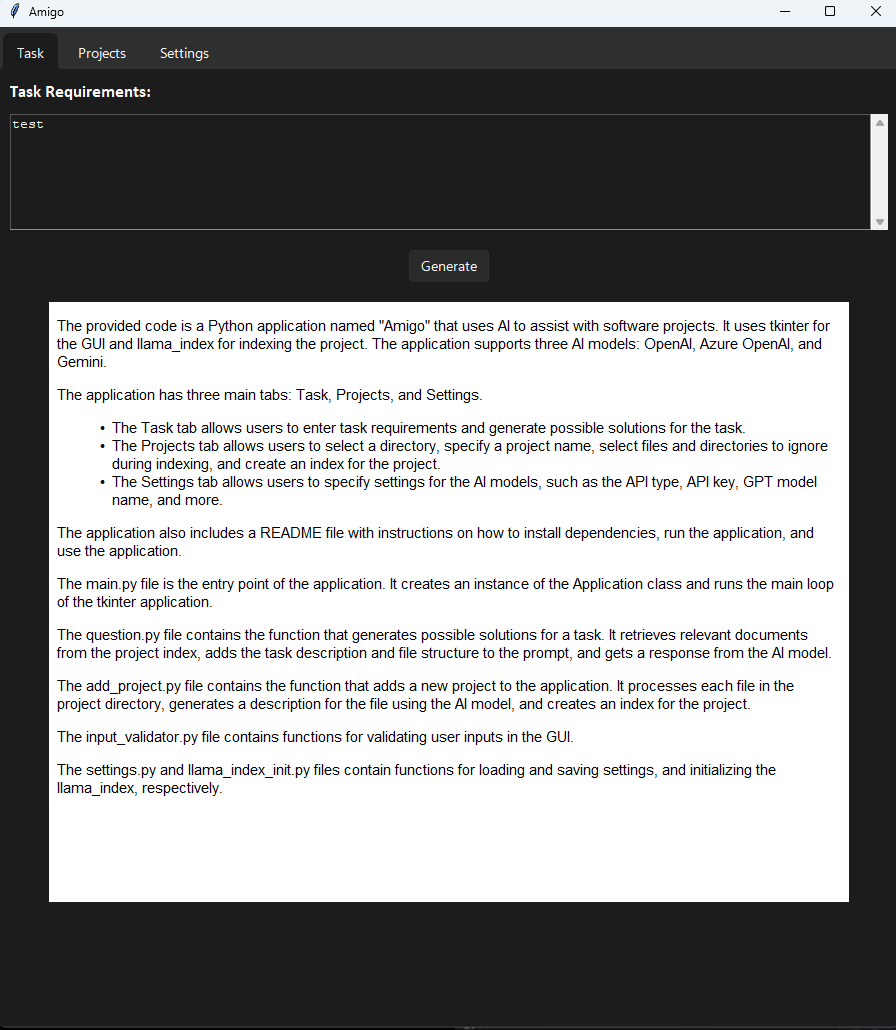 Amigo
Task Projects Settings
Task Requirements:
test
Generate
The provided code is a Python application named "Amigo" that uses AI to assist with software projects. It uses tkinter for
the GUI and llama_index for indexing the project. The application supports three AI models: OpenAI, Azure OpenAI, and
Gemini.
The application has three main tabs: Task, Projects, and Settings.
• The Task tab allows users to enter task requirements and generate possible solutions for the task.
• The Projects tab allows users to select a directory, specify a project name, select files and directories to ignore
during indexing, and create an index for the project.
• The Settings tab allows users to specify settings for the AI models, such as the API type, API key, GPT model
name, and more.
The application also includes a README file with instructions on how to install dependencies, run the application, and
use the application.
The main.py file is the entry point of the application. It creates an instance of the Application class and runs the main loop
of the tkinter application.
The question.py file contains the function that generates possible solutions for a task. It retrieves relevant documents
from the project index, adds the task description and file structure to the prompt, and gets a response from the AI model.
The add_project.py file contains the function that adds a new project to the application. It processes each file in the
project directory, generates a description for the file using the AI model, and creates an index for the project.
The input_validator.py file contains functions for validating user inputs in the GUI.
The settings.py and llama_index_init.py files contain functions for loading and saving settings, and initializing the
llama_index, respectively.